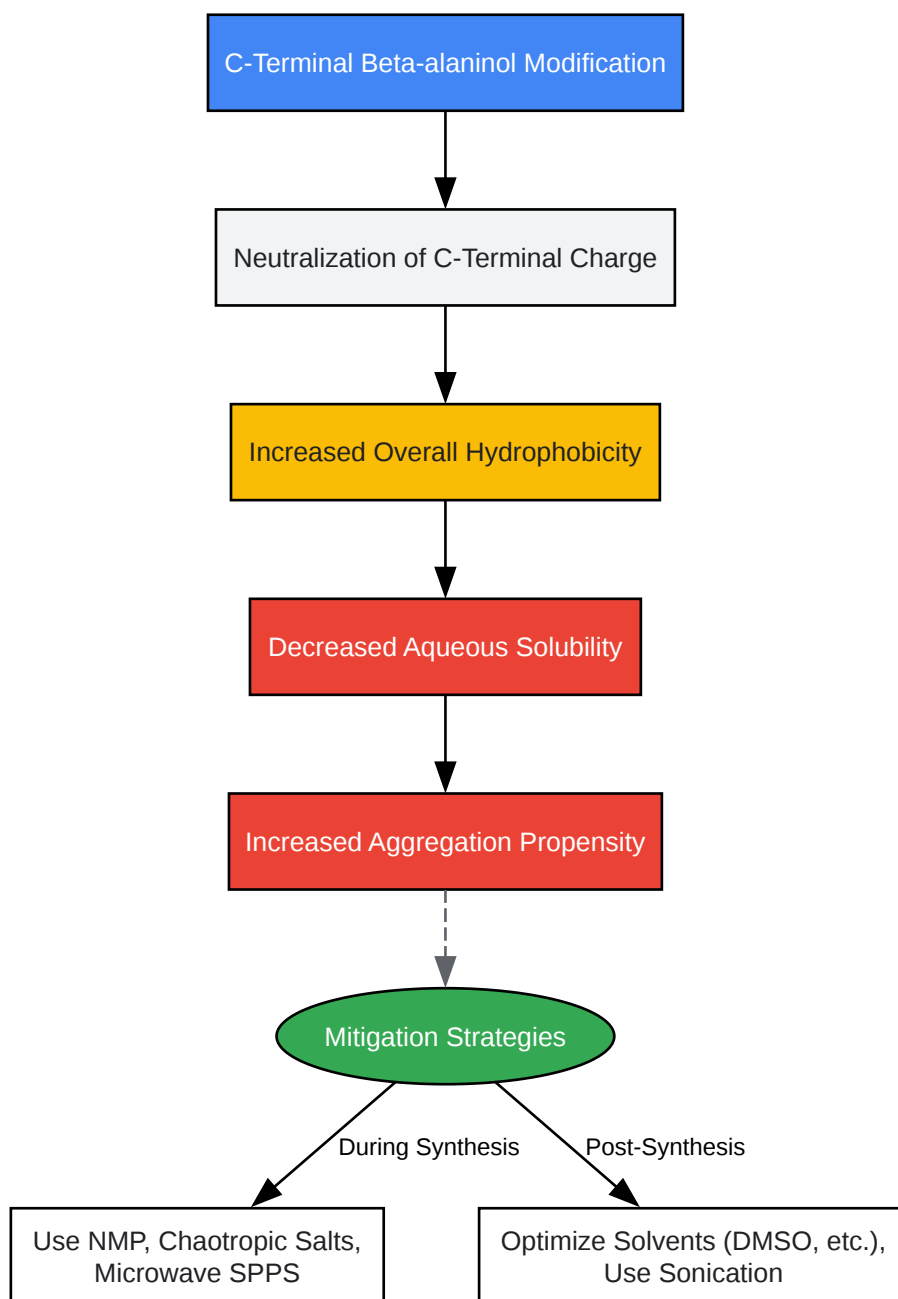 C-Terminal Beta-alaninol Modification
Neutralization of C-Terminal Charge
Increased Overall Hydrophobicity
Decreased Aqueous Solubility
Increased Aggregation Propensity
Mitigation Strategies
During Synthesis
Post-Synthesis
Use NMP, Chaotropic Salts,
Microwave SPPS
Optimize Solvents (DMSO, etc.),
Use Sonication